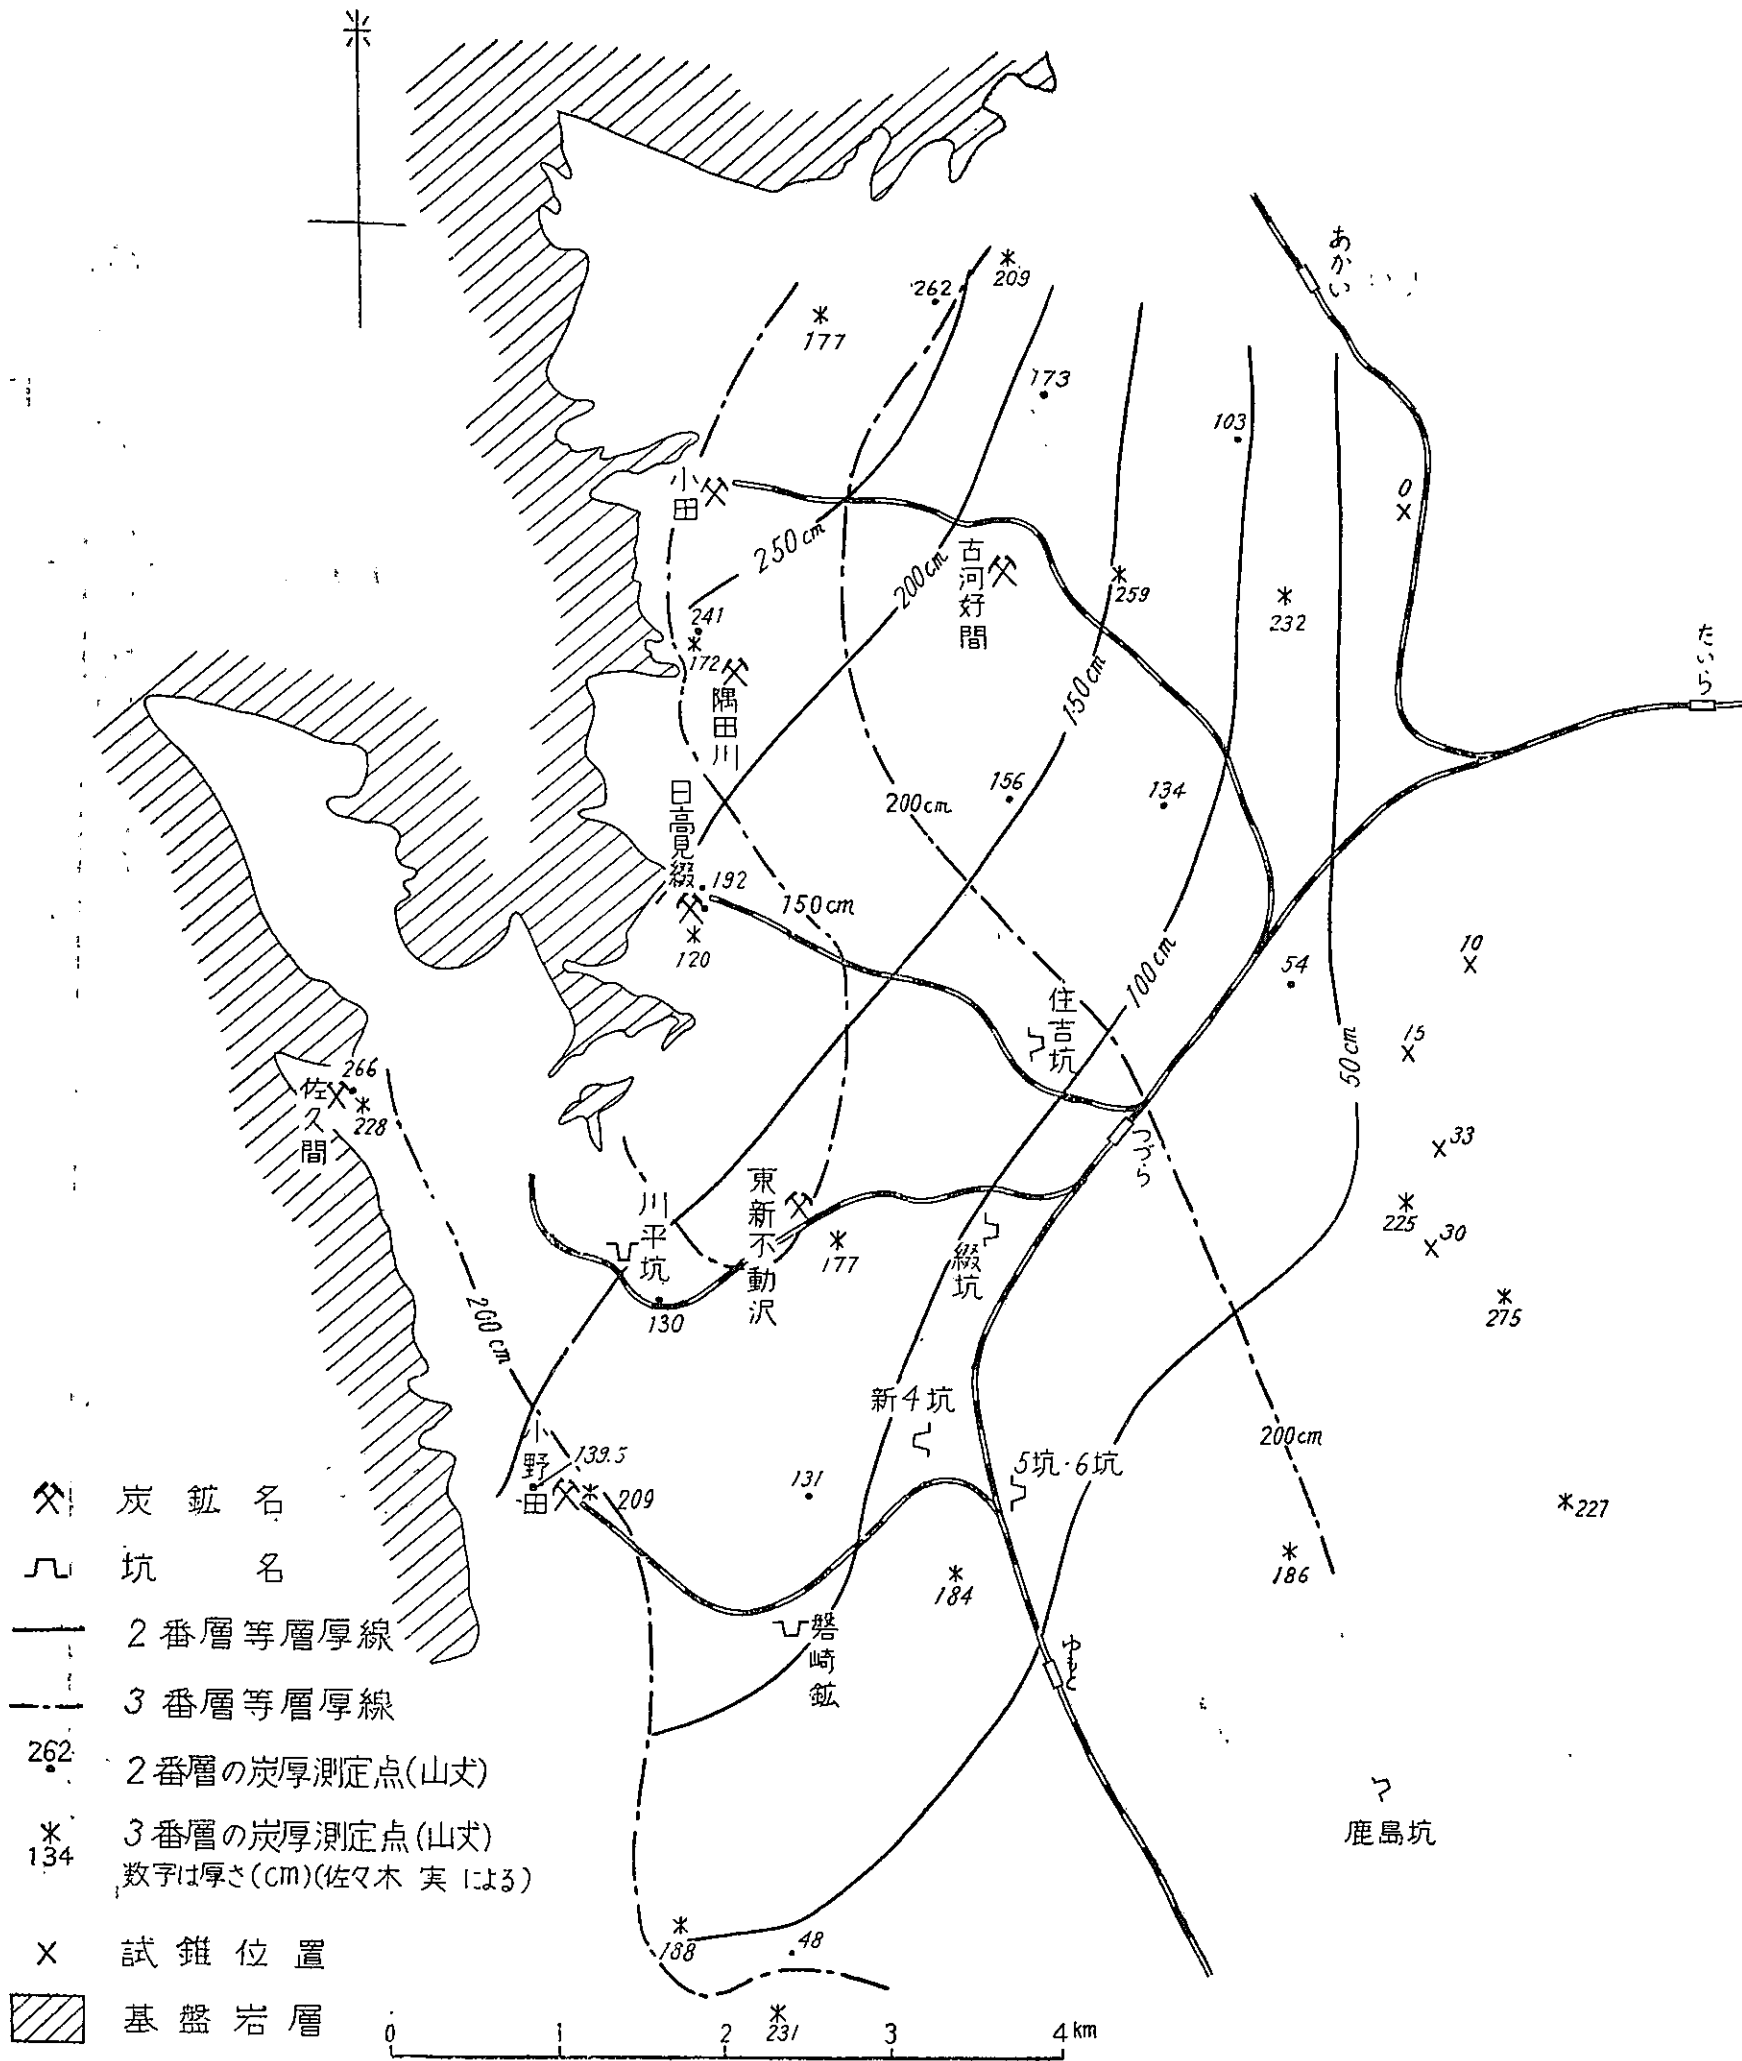 あかい
209
262
177
173
103
小田
0
250cm
200cm
古河好間
259
232
241
172
隅田川
150cm
たいら
日高見綴
156
134
200cm
192
150cm
120
100cm
54
10
住吉坑
15
50cm
266
佐久間
228
つづら
33
川平坑
東新不動沢
177
225
30
綴坑
200cm
130
275
新4坑
小野田
139.5
209
131
5坑·6坑
200cm
227
184
186
磐崎鉱
ゆもと
鹿島坑
188
48
231
炭鉱名
坑名
2番層等層厚線
3番層等層厚線
262
2番層の炭厚測定点(山丈)
134
3番層の炭厚測定点(山丈)
数字は厚さ(cm)(佐々木 実 による)
試錐位置
基盤岩層
0 1 2 3 4km